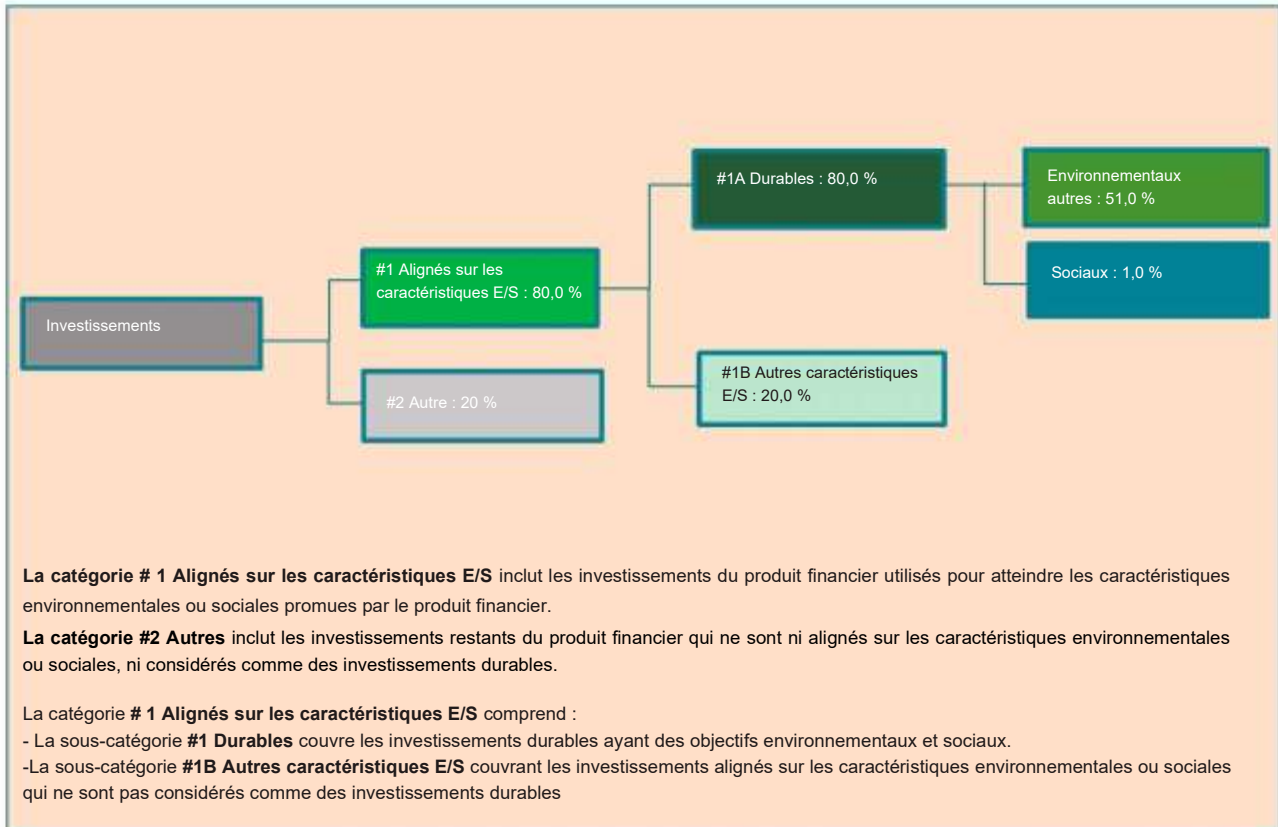 #1A Durables : 80,0 %
Environnementaux
autres : 51,0 %
#1 Alignés sur les
caractéristiques E/S : 80,0 %
Sociaux : 1,0 %
Investissements
#2 Autre : 20 %
#1B Autres caractéristiques
E/S : 20,0 %
La catégorie # 1 Alignés sur les caractéristiques E/S inclut les investissements du produit financier utilisés pour atteindre les caractéristiques
environnementales ou sociales promues par le produit financier.
La catégorie #2 Autres inclut les investissements restants du produit financier qui ne sont ni alignés sur les caractéristiques environnementales
ou sociales, ni considérés comme des investissements durables.
La catégorie # 1 Alignés sur les caractéristiques E/S comprend :
- La sous-catégorie #1 Durables couvre les investissements durables ayant des objectifs environnementaux et sociaux.
-La sous-catégorie #1B Autres caractéristiques E/S couvrant les investissements alignés sur les caractéristiques environnementales ou sociales
qui ne sont pas considérés comme des investissements durables